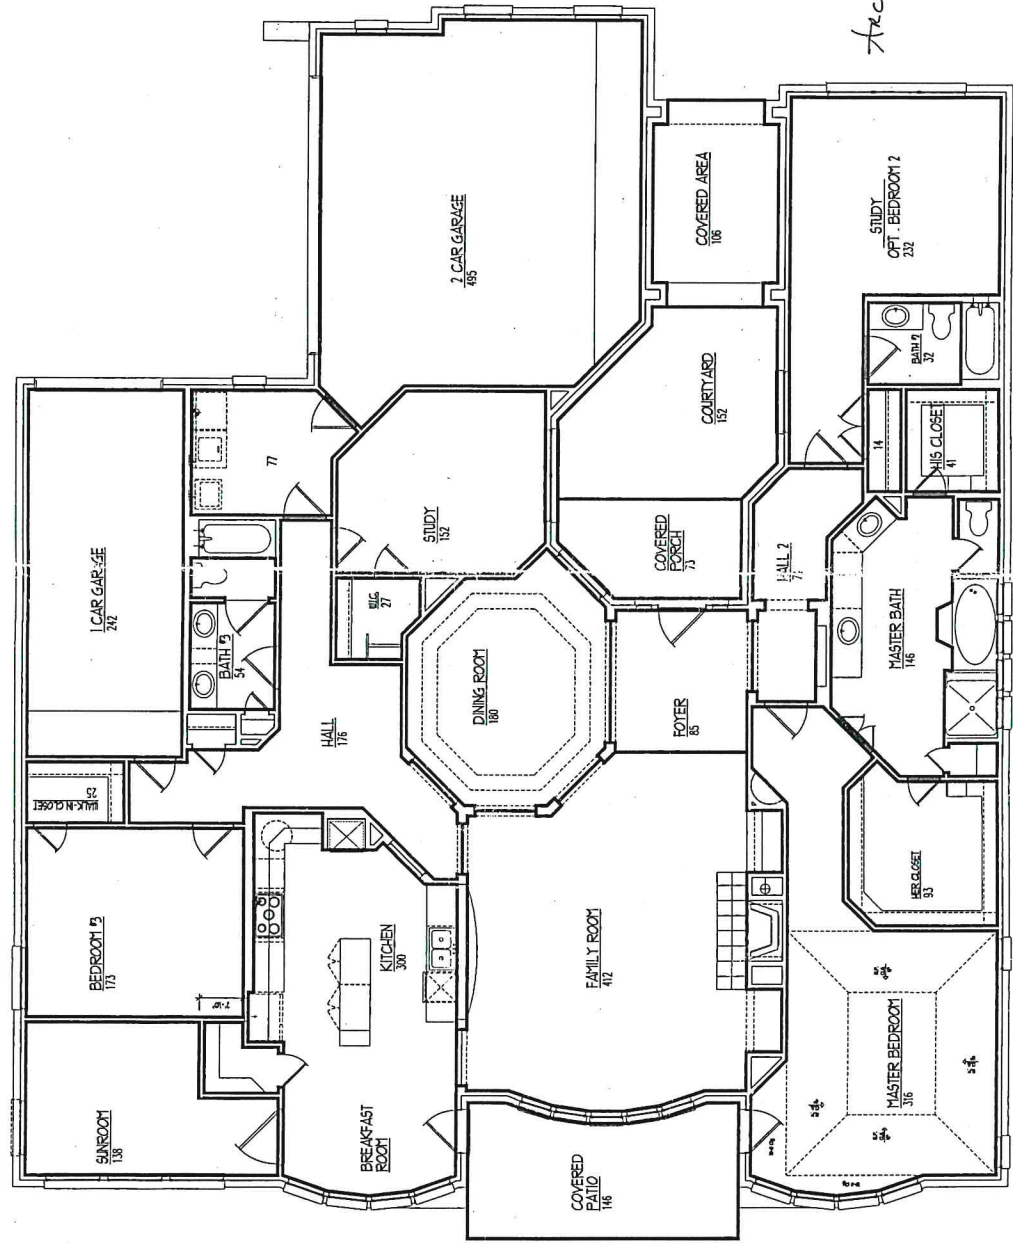 2 CAR GARAGE
495
1 CAR GARAGE
242
77
COVERED AREA
106
STUDY
OPT. BEDROOM 2
232
BATH #2
32
COURTYARD
152
14
HIS CLOSET
41
STUDY
152
COVERED
PORCH
73
HALL 2
BATH #3
54
W.I.C.
27
MASTER BATH
146
DINING ROOM
180
FOYER
85
HALL
176
WALK-IN CLOSET
25
HER CLOSET
93
BEDROOM #3
173
KITCHEN
300
FAMILY ROOM
412
MASTER BEDROOM
316
SUNROOM
138
BREAKFAST
ROOM
COVERED
PATIO
146